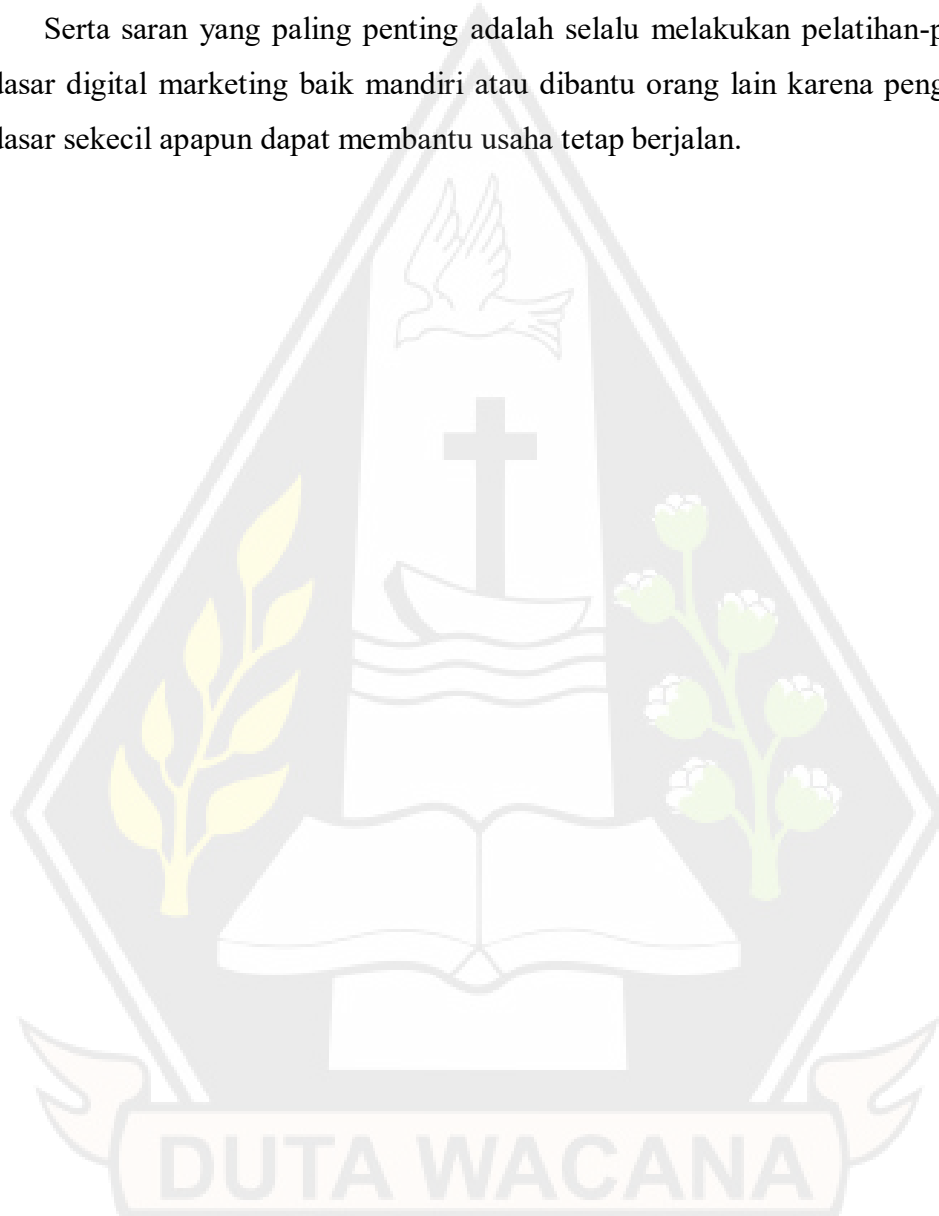 Serta saran yang paling penting adalah selalu melakukan pelatihan-p
dasar digital marketing baik mandiri atau dibantu orang lain karena peng
dasar sekecil apapun dapat membantu usaha tetap berjalan.
DUTA WACANA